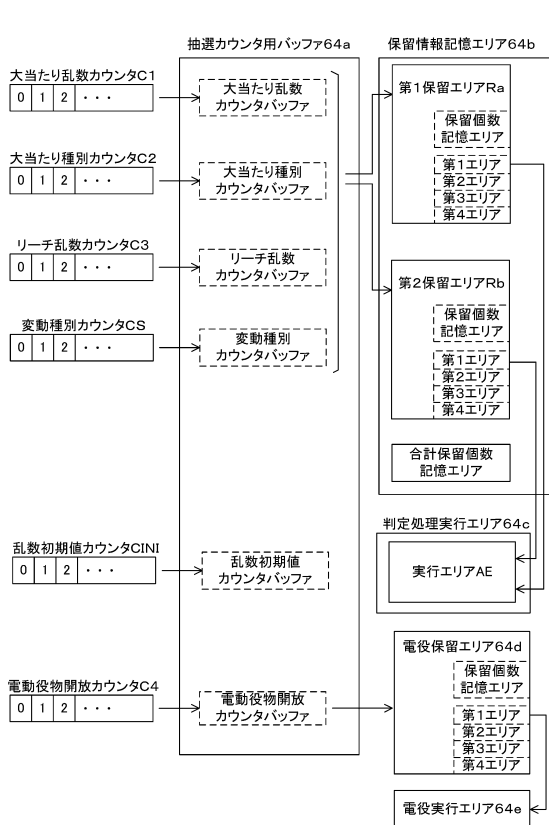 抽選カウンタ用バッファ64a
保留情報記憶エリア64b
大当たり乱数カウンタC1
0 1 2 ・・・
大当たり乱数
カウンタバッファ
第1保留エリアRa
保留個数
記憶エリア
第1エリア
第2エリア
第3エリア
第4エリア
大当たり種別カウンタC2
0 1 2 ・・・
大当たり種別
カウンタバッファ
リーチ乱数カウンタC3
0 1 2 ・・・
リーチ乱数
カウンタバッファ
第2保留エリアRb
保留個数
記憶エリア
第1エリア
第2エリア
第3エリア
第4エリア
変動種別カウンタCS
0 1 2 ・・・
変動種別
カウンタバッファ
合計保留個数
記憶エリア
判定処理実行エリア64c
実行エリアAE
乱数初期値カウンタCINI
0 1 2 ・・・
乱数初期値
カウンタバッファ
電役保留エリア64d
保留個数
記憶エリア
第1エリア
第2エリア
第3エリア
第4エリア
電動役物開放カウンタC4
0 1 2 ・・・
電動役物開放
カウンタバッファ
電役実行エリア64e